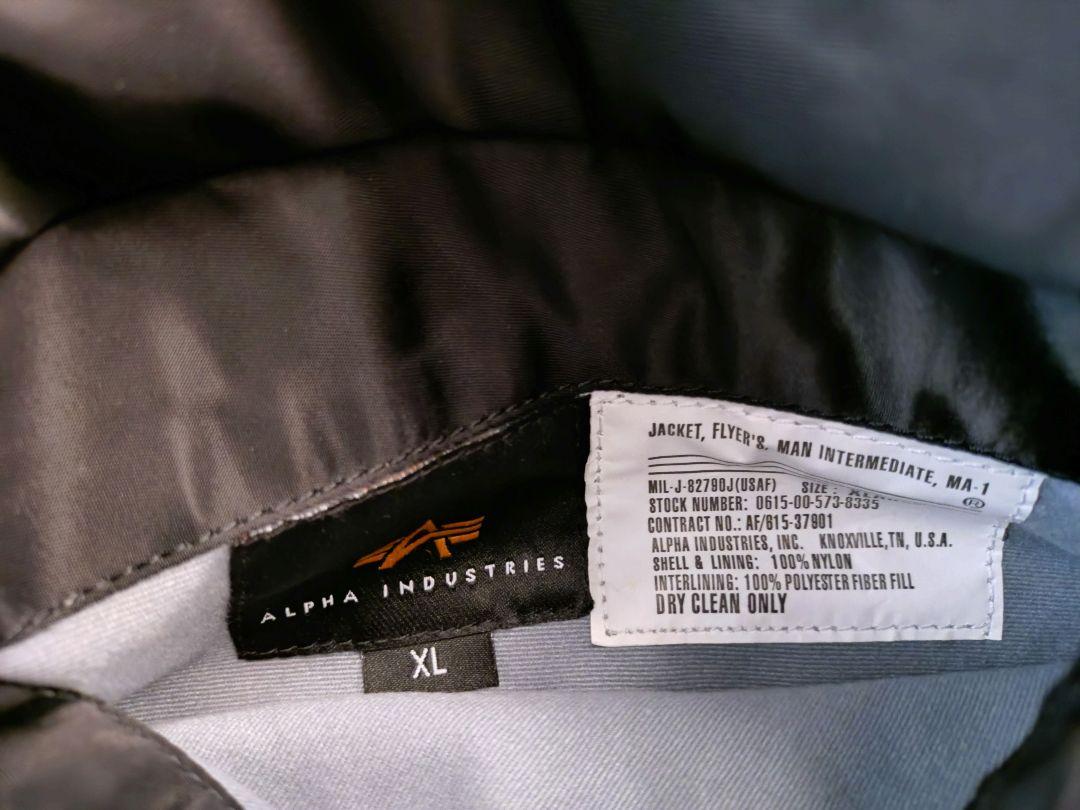 ALPHA INDUSTRIES
XL
JACKET, FLYER'S, MAN INTERMEDIATE, MA-1
®
MIL-J-82790J(USAF) SIZE :
STOCK NUMBER: 0615-00-573-8335
CONTRACT NO.: AF/615-37901
ALPHA INDUSTRIES, INC. KNOXVILLE,TN, U.S.A.
SHELL & LINING: 100% NYLON
INTERLINING: 100% POLYESTER FIBER FILL
DRY CLEAN ONLY